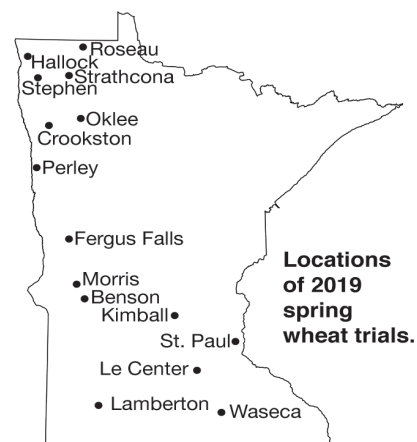 Roseau
Hallock
Strathcona
Stephen
Oklee
Crookston
Perley
Fergus Falls
Locations
of 2019
spring
wheat trials.
Morris
Benson
Kimball
St. Paul
Le Center
Lamberton
Waseca